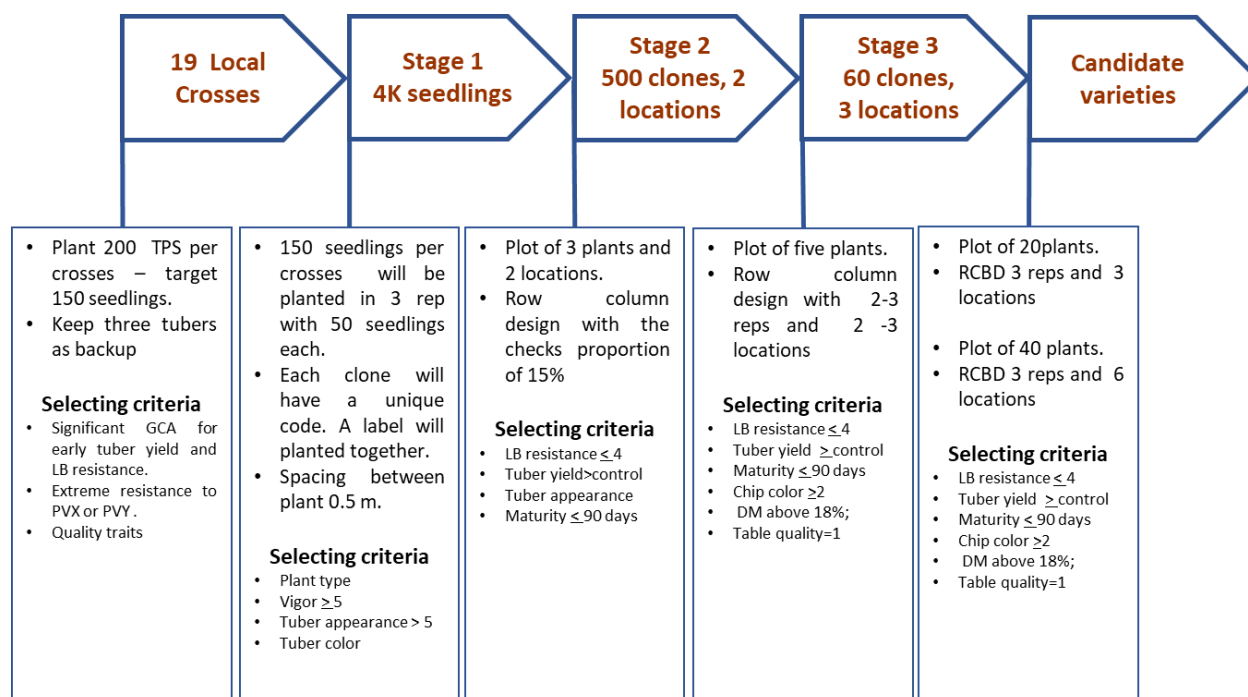 19 Local
Crosses
Stage 1
4K seedlings
Stage 2
500 clones, 2
locations
Stage 3
60 clones,
3 locations
Candidate
varieties
• Plant 200 TPS per
crosses – target
150 seedlings.
• Keep three tubers
as backup
Selecting criteria
• Significant GCA for
early tuber yield and
LB resistance.
• Extreme resistance to
PVX or PVY .
• Quality traits
• 150 seedlings per
crosses will be
planted in 3 rep
with 50 seedlings
each.
• Each clone will
have a unique
code. A label will
planted together.
• Spacing between
plant 0.5 m.
Selecting criteria
• Plant type
• Vigor ≥ 5
• Tuber appearance > 5
• Tuber color
• Plot of 3 plants and
2 locations.
• Row column
design with the
checks proportion
of 15%
Selecting criteria
• LB resistance ≤ 4
• Tuber yield>control
• Tuber appearance
• Maturity ≤ 90 days
• Plot of five plants.
• Row column
design with 2-3
reps and 2 -3
locations
Selecting criteria
• LB resistance ≤ 4
• Tuber yield ≥ control
• Maturity ≤ 90 days
• Chip color ≥2
• DM above 18%;
• Table quality=1
• Plot of 20plants.
• RCBD 3 reps and 3
locations
• Plot of 40 plants.
• RCBD 3 reps and 6
locations
Selecting criteria
• LB resistance ≤ 4
• Tuber yield ≥ control
• Maturity ≤ 90 days
• Chip color ≥2
• DM above 18%;
• Table quality=1